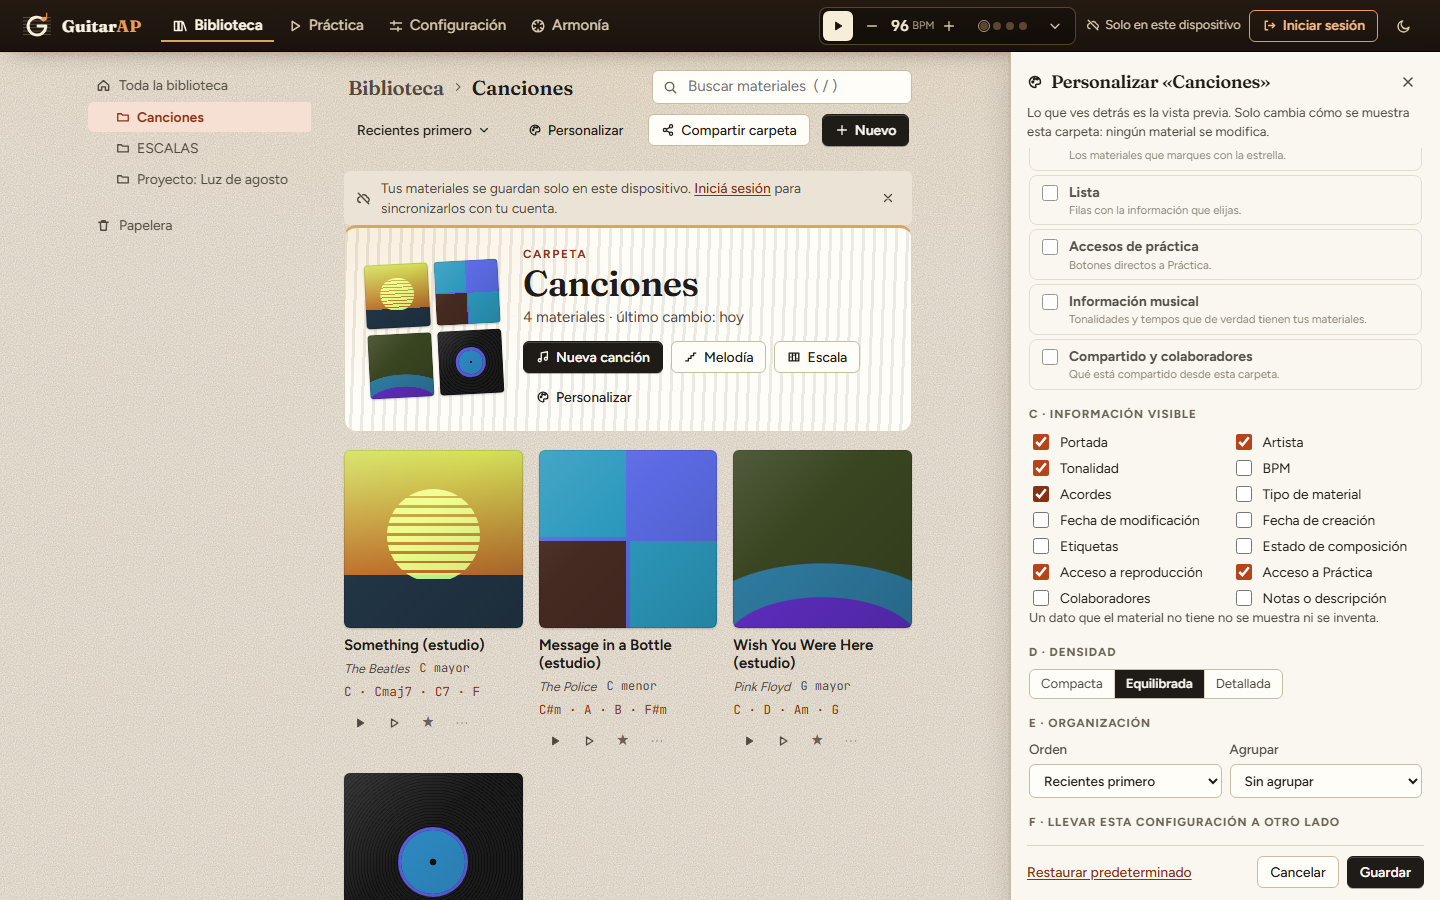 GuitarAP
Biblioteca
Práctica
Configuración
Armonía
96 BPM
Solo en este dispositivo
Iniciar sesión
Toda la biblioteca
Canciones
ESCALAS
Proyecto: Luz de agosto
Papelera
Biblioteca › Canciones
Buscar materiales ( / )
Recientes primero
Personalizar
Compartir carpeta
+ Nuevo
Tus materiales se guardan solo en este dispositivo. Iniciá sesión para
sincronizarlos con tu cuenta.
CARPETA
Canciones
4 materiales · último cambio: hoy
Nueva canción
Melodía
Escala
Personalizar
Something (estudio)
The Beatles C mayor
C · Cmaj7 · C7 · F
Message in a Bottle
(estudio)
The Police C menor
C#m · A · B · F#m
Wish You Were Here
(estudio)
Pink Floyd G mayor
C · D · Am · G
Personalizar «Canciones»
Lo que ves detrás es la vista previa. Solo cambia cómo se muestra
esta carpeta: ningún material se modifica.
Los materiales que marques con la estrella.
Lista
Filas con la información que elijas.
Accesos de práctica
Botones directos a Práctica.
Información musical
Tonalidades y tempos que de verdad tienen tus materiales.
Compartido y colaboradores
Qué está compartido desde esta carpeta.
C · INFORMACIÓN VISIBLE
Portada
Artista
Tonalidad
BPM
Acordes
Tipo de material
Fecha de modificación
Fecha de creación
Etiquetas
Estado de composición
Acceso a reproducción
Acceso a Práctica
Colaboradores
Notas o descripción
Un dato que el material no tiene no se muestra ni se inventa.
D · DENSIDAD
Compacta
Equilibrada
Detallada
E · ORGANIZACIÓN
Orden
Agrupar
Recientes primero
Sin agrupar
F · LLEVAR ESTA CONFIGURACIÓN A OTRO LADO
Restaurar predeterminado
Cancelar
Guardar